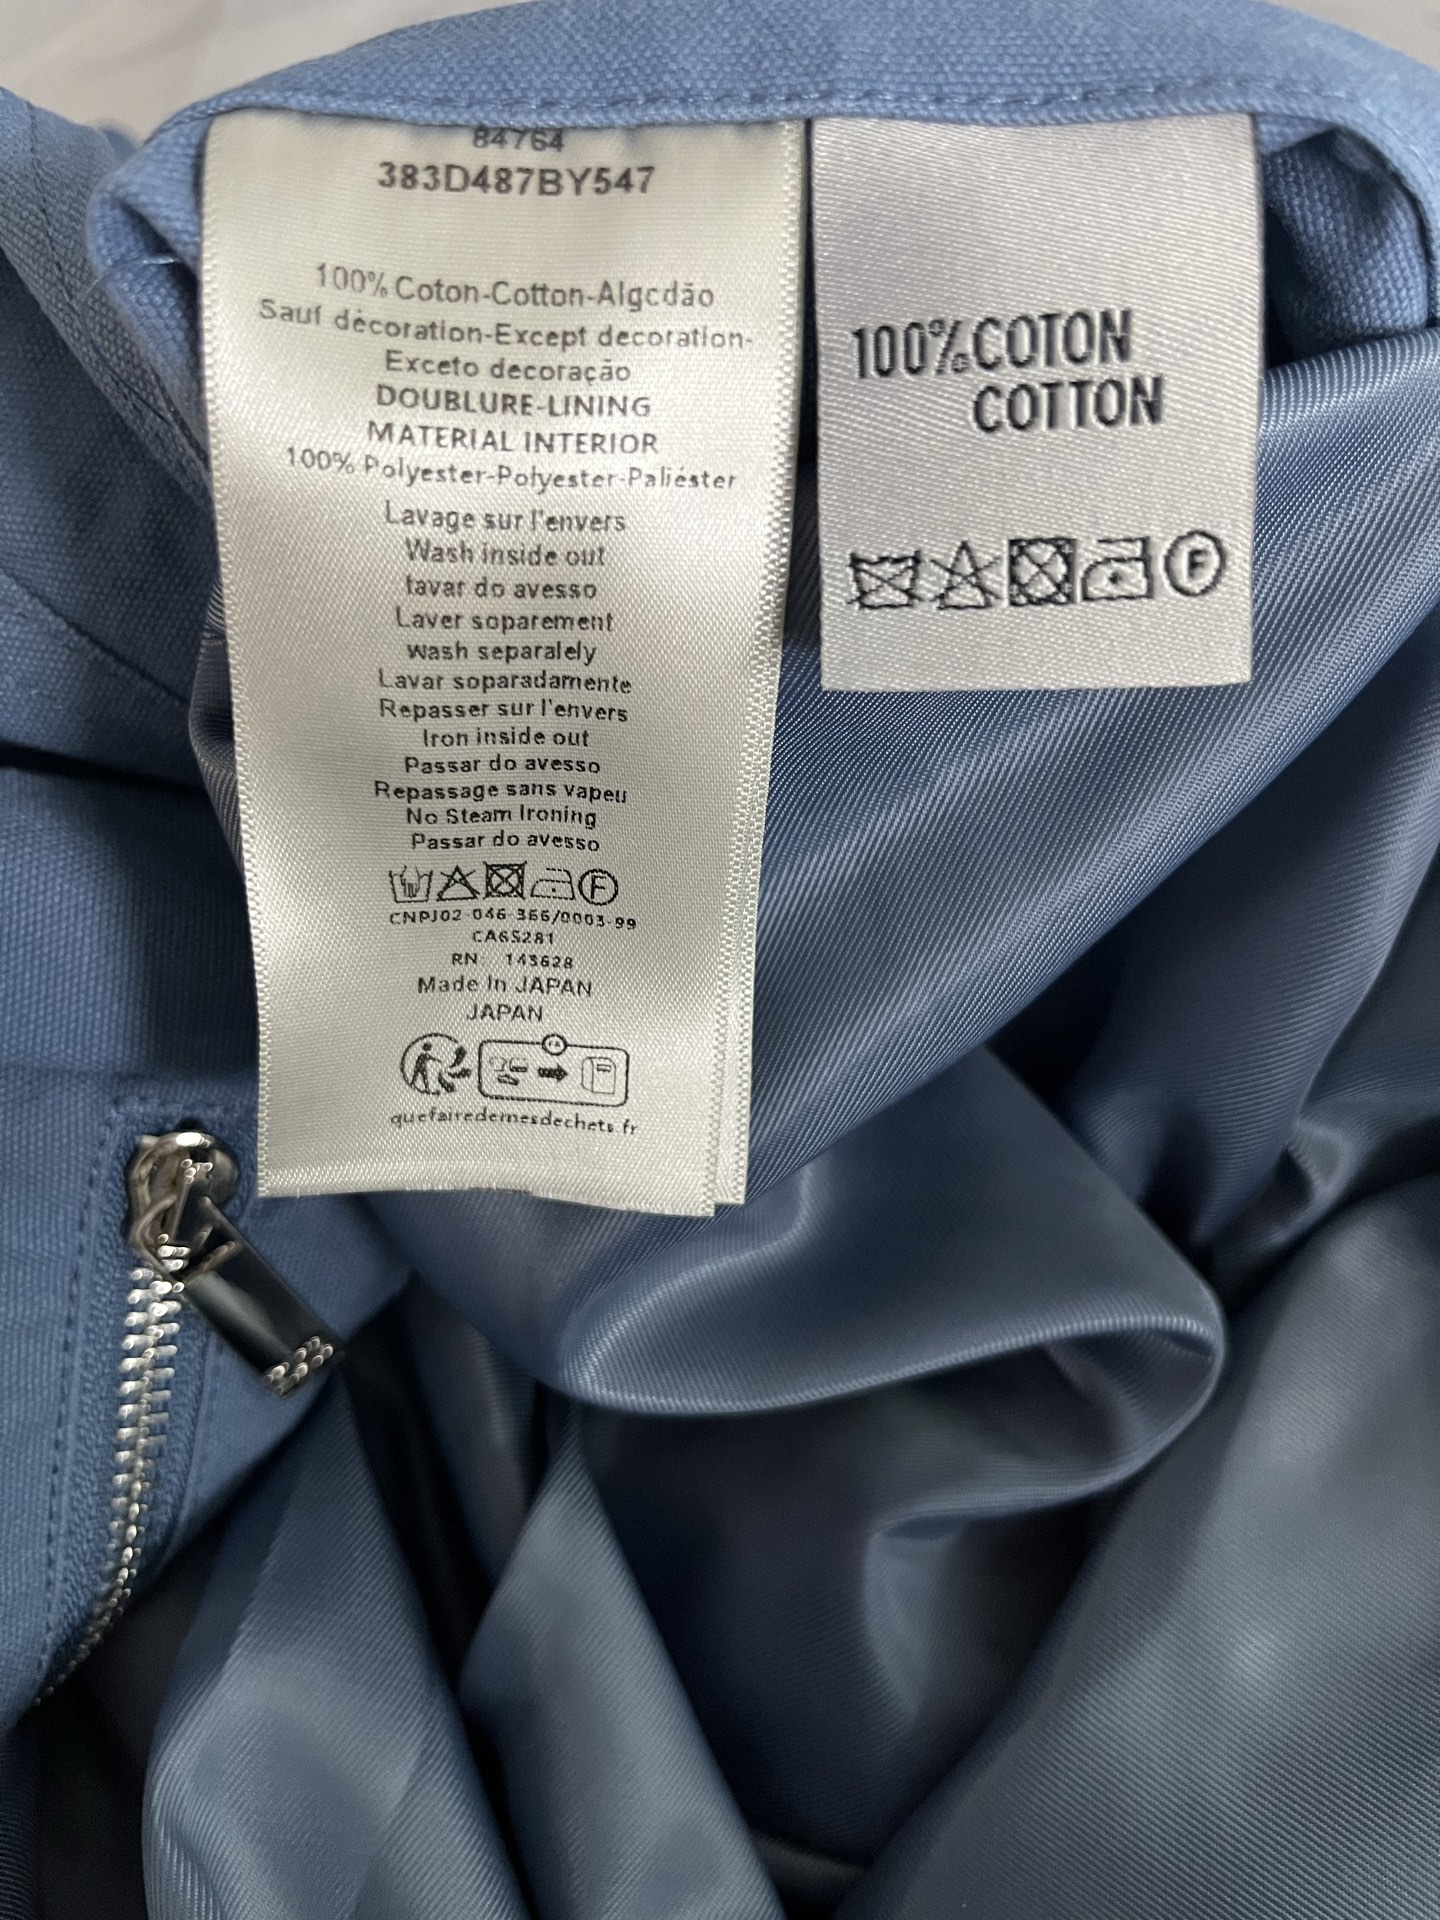 84764
383D487BY547
100% Coton-Cotton-Algcdão
Sauf dècoration-Except decoration-
Exceto decoração
DOUBLURE-LINING
MATERIAL INTERIOR
100% Polyester-Polyester-Paliéster
Lavage sur l'envers
Wash inside out
tavar do avesso
Laver soparement
wash separalely
Lavar soparadamente
Repasser sur l'envers
Iron inside out
Passar do avesso
Repassage sans vapeu
No Steam Ironing
Passar do avesso
F
CNPJ02-046-366/0003-99
CA6S281
RN 143628
Made In JAPAN
JAPAN
quefairedemesdechets.fr
100%COTON
COTTON
F